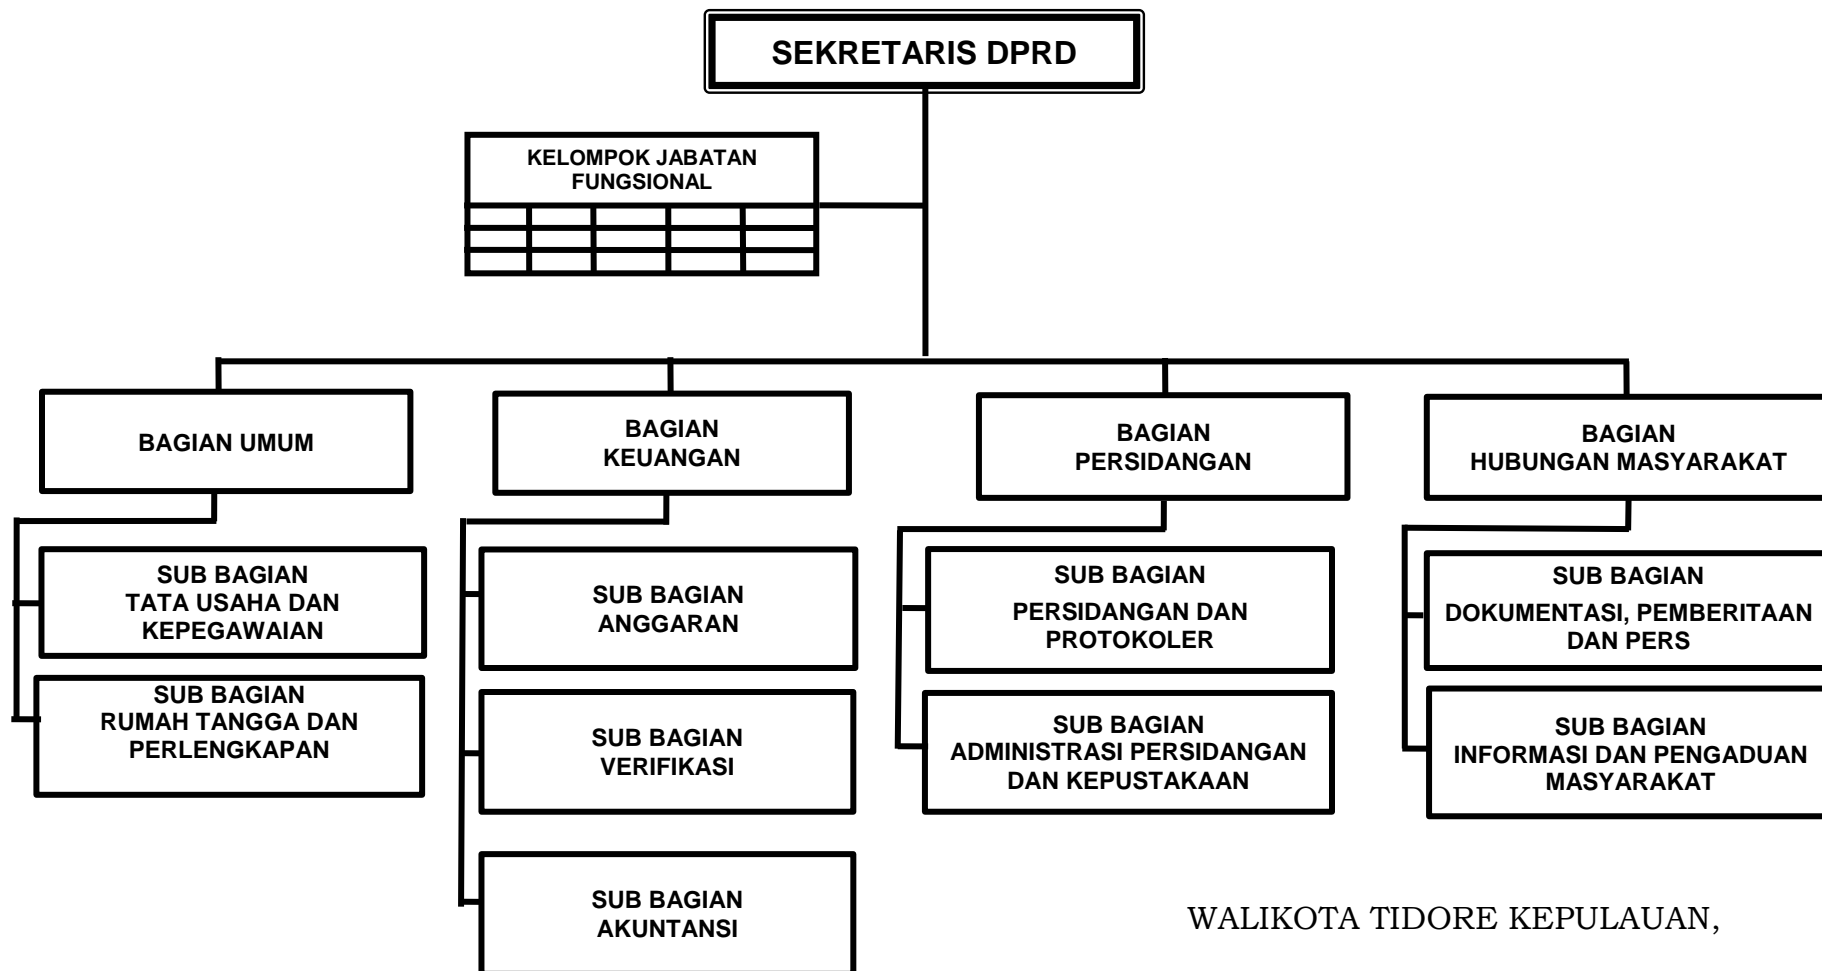 SEKRETARIS DPRD
KELOMPOK JABATAN
FUNGSIONAL
BAGIAN UMUM
BAGIAN
KEUANGAN
BAGIAN
PERSIDANGAN
BAGIAN
HUBUNGAN MASYARAKAT
SUB BAGIAN
TATA USAHA DAN
KEPEGAWAIAN
SUB BAGIAN
RUMAH TANGGA DAN
PERLENGKAPAN
SUB BAGIAN
ANGGARAN
SUB BAGIAN
VERIFIKASI
SUB BAGIAN
AKUNTANSI
SUB BAGIAN
PERSIDANGAN DAN
PROTOKOLER
SUB BAGIAN
ADMINISTRASI PERSIDANGAN
DAN KEPUSTAKAAN
SUB BAGIAN
DOKUMENTASI, PEMBERITAAN
DAN PERS
SUB BAGIAN
INFORMASI DAN PENGADUAN
MASYARAKAT
WALIKOTA TIDORE KEPULAUAN,